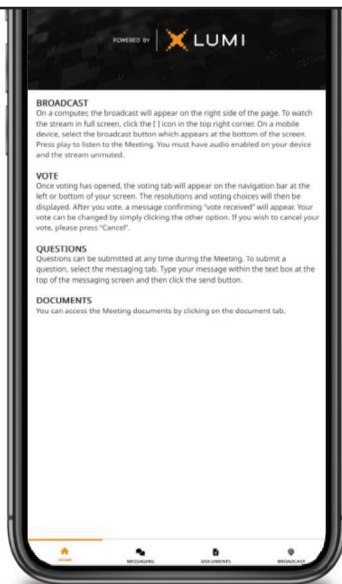 POWERED BY LUMI
BROADCAST
On a computer, the broadcast will appear on the right side of the page. To watch
the stream in full screen, click the [ ] icon in the top right corner. On a mobile
device, select the broadcast button which appears at the bottom of the screen.
Press play to listen to the Meeting. You must have audio enabled on your device
and the stream unmuted.
VOTE
Once voting has opened, the voting tab will appear on the navigation bar at the
left or bottom of your screen. The resolutions and voting choices will then be
displayed. After you vote, a message confirming "vote received" will appear. Your
vote can be changed by simply clicking the other option. If you wish to cancel your
vote, please press "Cancel".
QUESTIONS
Questions can be submitted at any time during the Meeting. To submit a
question, select the messaging tab. Type your message within the text box at the
top of the messaging screen and then click the send button.
DOCUMENTS
You can access the Meeting documents by clicking on the document tab.
HOME MESSAGING DOCUMENTS BROADCAST